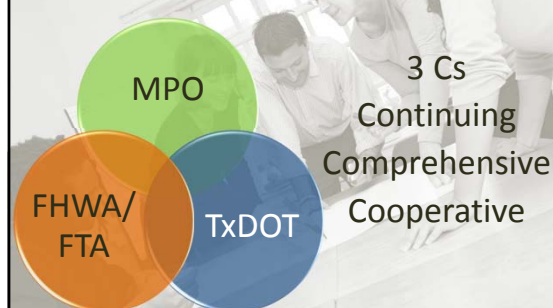 MPO
FHWA/
FTA
TxDOT
3 Cs
Continuing
Comprehensive
Cooperative